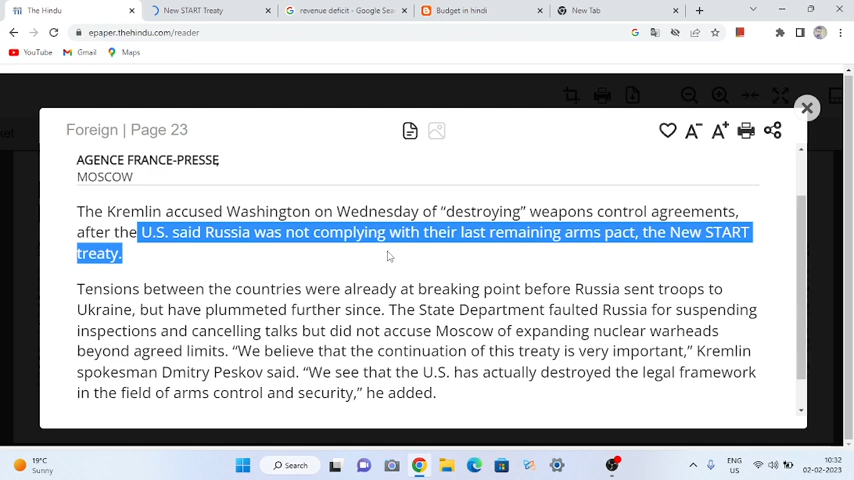 The Hindu
New START Treaty
revenue deficit - Google Sea
Budget in hindi
New Tab
epaper.thehindu.com/reader
YouTube
Gmail
Maps
Foreign | Page 23
A-
A+
AGENCE FRANCE-PRESSE
MOSCOW
The Kremlin accused Washington on Wednesday of “destroying” weapons control agreements,
after the U.S. said Russia was not complying with their last remaining arms pact, the New START
treaty.
Tensions between the countries were already at breaking point before Russia sent troops to
Ukraine, but have plummeted further since. The State Department faulted Russia for suspending
inspections and cancelling talks but did not accuse Moscow of expanding nuclear warheads
beyond agreed limits. “We believe that the continuation of this treaty is very important,” Kremlin
spokesman Dmitry Peskov said. “We see that the U.S. has actually destroyed the legal framework
in the field of arms control and security,” he added.
19°C
Sunny
Search
ENG
US
10:32
02-02-2023